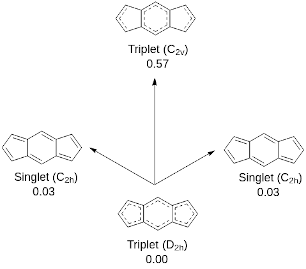 Triplet (C2v)
0.57
Singlet (C2h)
0.03
Singlet (C2h)
0.03
Triplet (D2h)
0.00